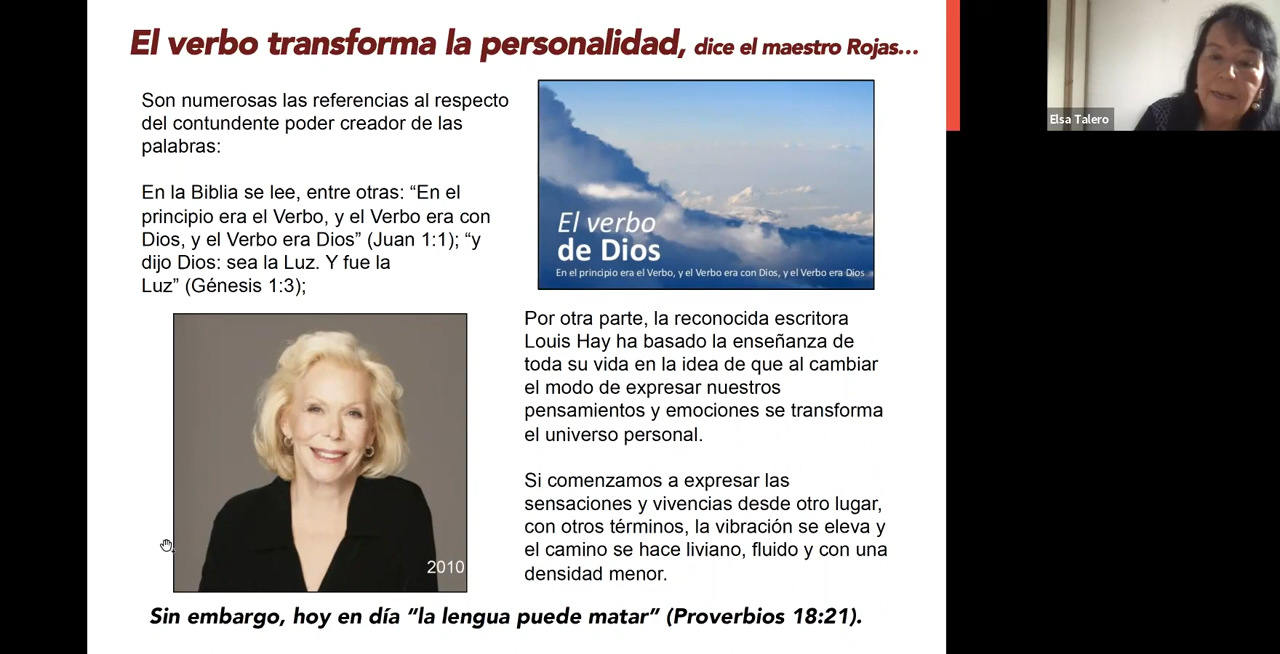 El verbo transforma la personalidad, dice el maestro Rojas...
Son numerosas las referencias al respecto
del contundente poder creador de las
palabras:
En la Biblia se lee, entre otras: “En el
principio era el Verbo, y el Verbo era con
Dios, y el Verbo era Dios” (Juan 1:1); “y
dijo Dios: sea la Luz. Y fue la
Luz” (Génesis 1:3);
El verbo
de Dios
En el principio era el Verbo, y el Verbo era con Dios, y el Verbo era Dios
Por otra parte, la reconocida escritora
Louis Hay ha basado la enseñanza de
toda su vida en la idea de que al cambiar
el modo de expresar nuestros
pensamientos y emociones se transforma
el universo personal.
Si comenzamos a expresar las
sensaciones y vivencias desde otro lugar,
con otros términos, la vibración se eleva y
el camino se hace liviano, fluido y con una
densidad menor.
2010
Sin embargo, hoy en día “la lengua puede matar” (Proverbios 18:21).
Elsa Talero